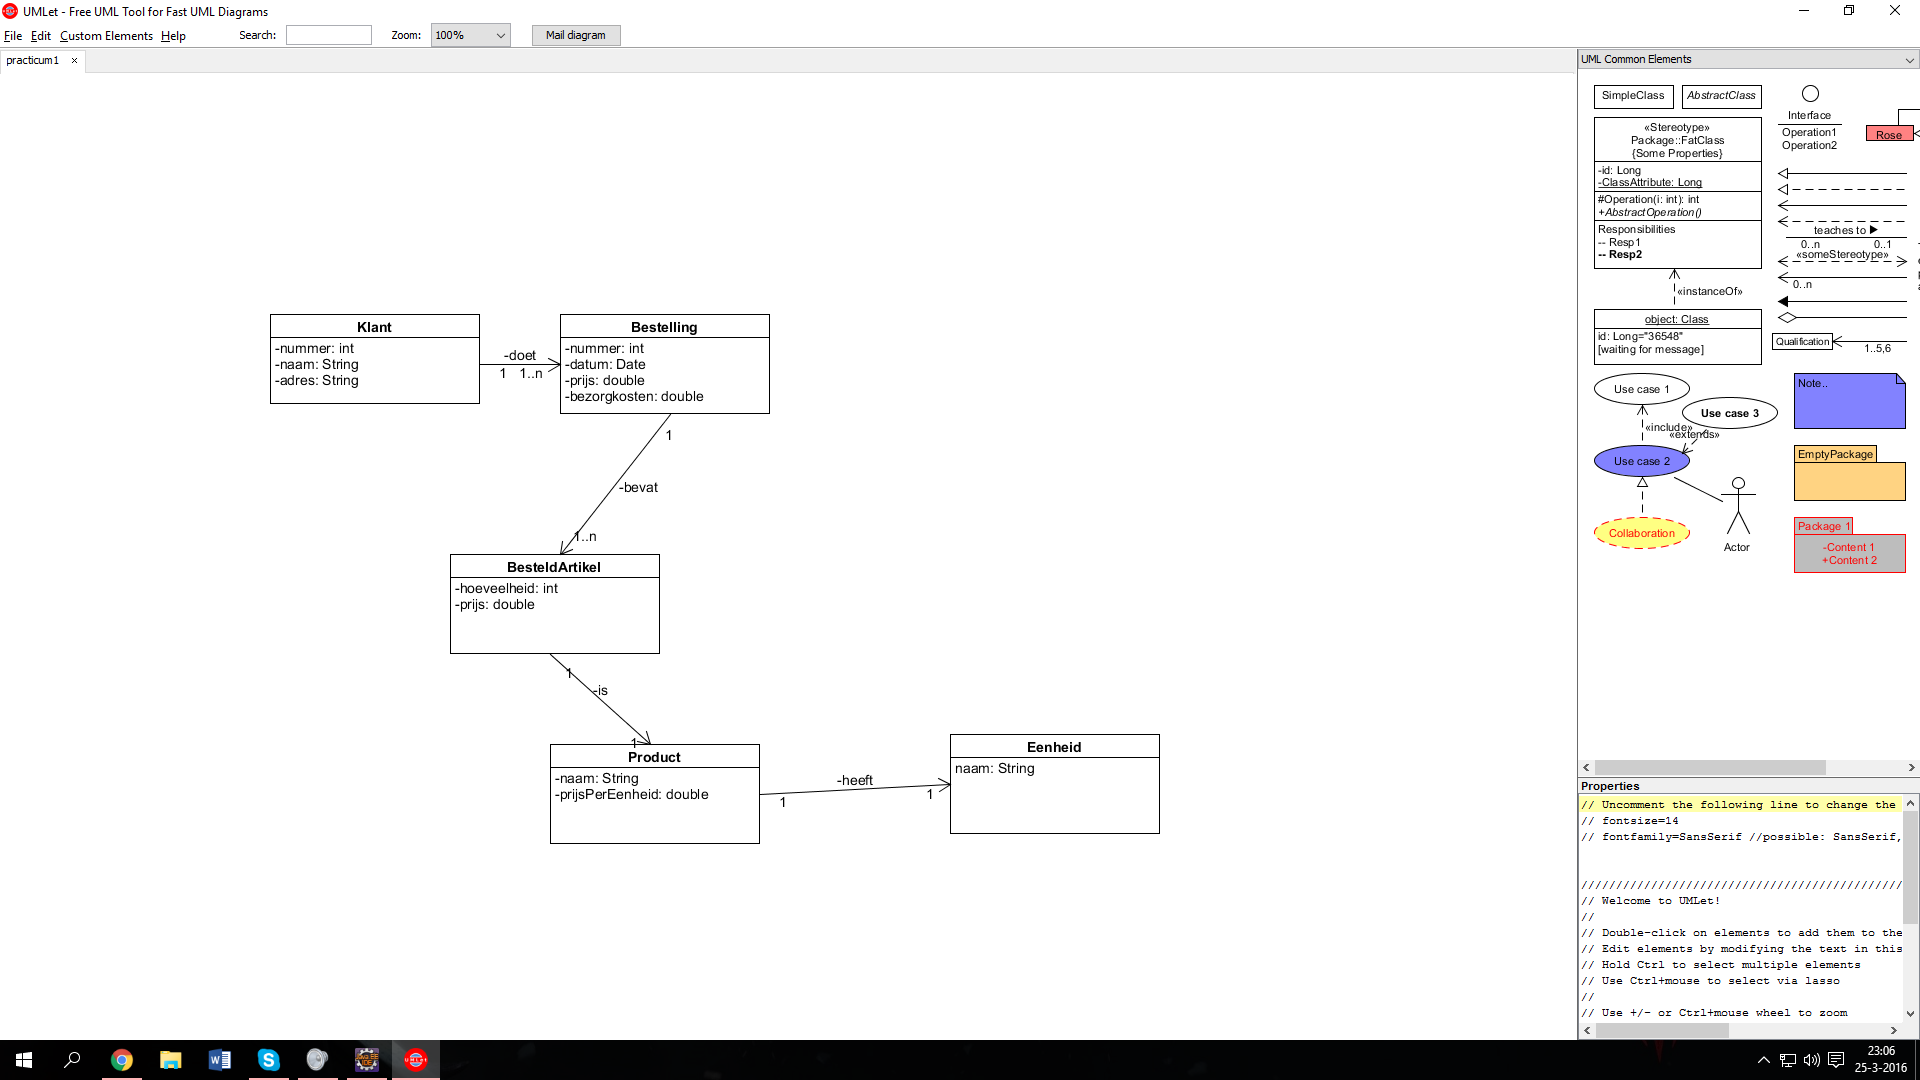 UMLet - Free UML Tool for Fast UML Diagrams
File Edit Custom Elements Help Search: Zoom: 100% Mail diagram
practicum1
Klant
-nummer: int
-naam: String
-adres: String
-doet
1 1..n
Bestelling
-nummer: int
-datum: Date
-prijs: double
-bezorgkosten: double
1
-bevat
1..n
BesteldArtikel
-hoeveelheid: int
-prijs: double
1
-is
1
Product
-naam: String
-prijsPerEenheid: double
-heeft
1 1
Eenheid
naam: String
UML Common Elements
SimpleClass
AbstractClass
Interface
Operation1
Operation2
Rose
«Stereotype»
Package::FatClass
{Some Properties}
-id: Long
-ClassAttribute: Long
#Operation(i: int): int
+AbstractOperation()
Responsibilities
-- Resp1
-- Resp2
teaches to
0..n 0..1
«someStereotype»
0..n
«instanceOf»
object: Class
id: Long="36548"
[waiting for message]
Qualification
1..5,6
Use case 1
Use case 3
«include»
«extends»
Use case 2
Collaboration
Actor
Note..
EmptyPackage
Package 1
-Content 1
+Content 2
Properties
// Uncomment the following line to change the
// fontsize=14
// fontfamily=SansSerif //possible: SansSerif,
//////////////////////////////////////////////
// Welcome to UMLet!
//
// Double-click on elements to add them to the
// Edit elements by modifying the text in this
// Hold Ctrl to select multiple elements
// Use Ctrl+mouse to select via lasso
//
// Use +/- or Ctrl+mouse wheel to zoom
23:06
25-3-2016